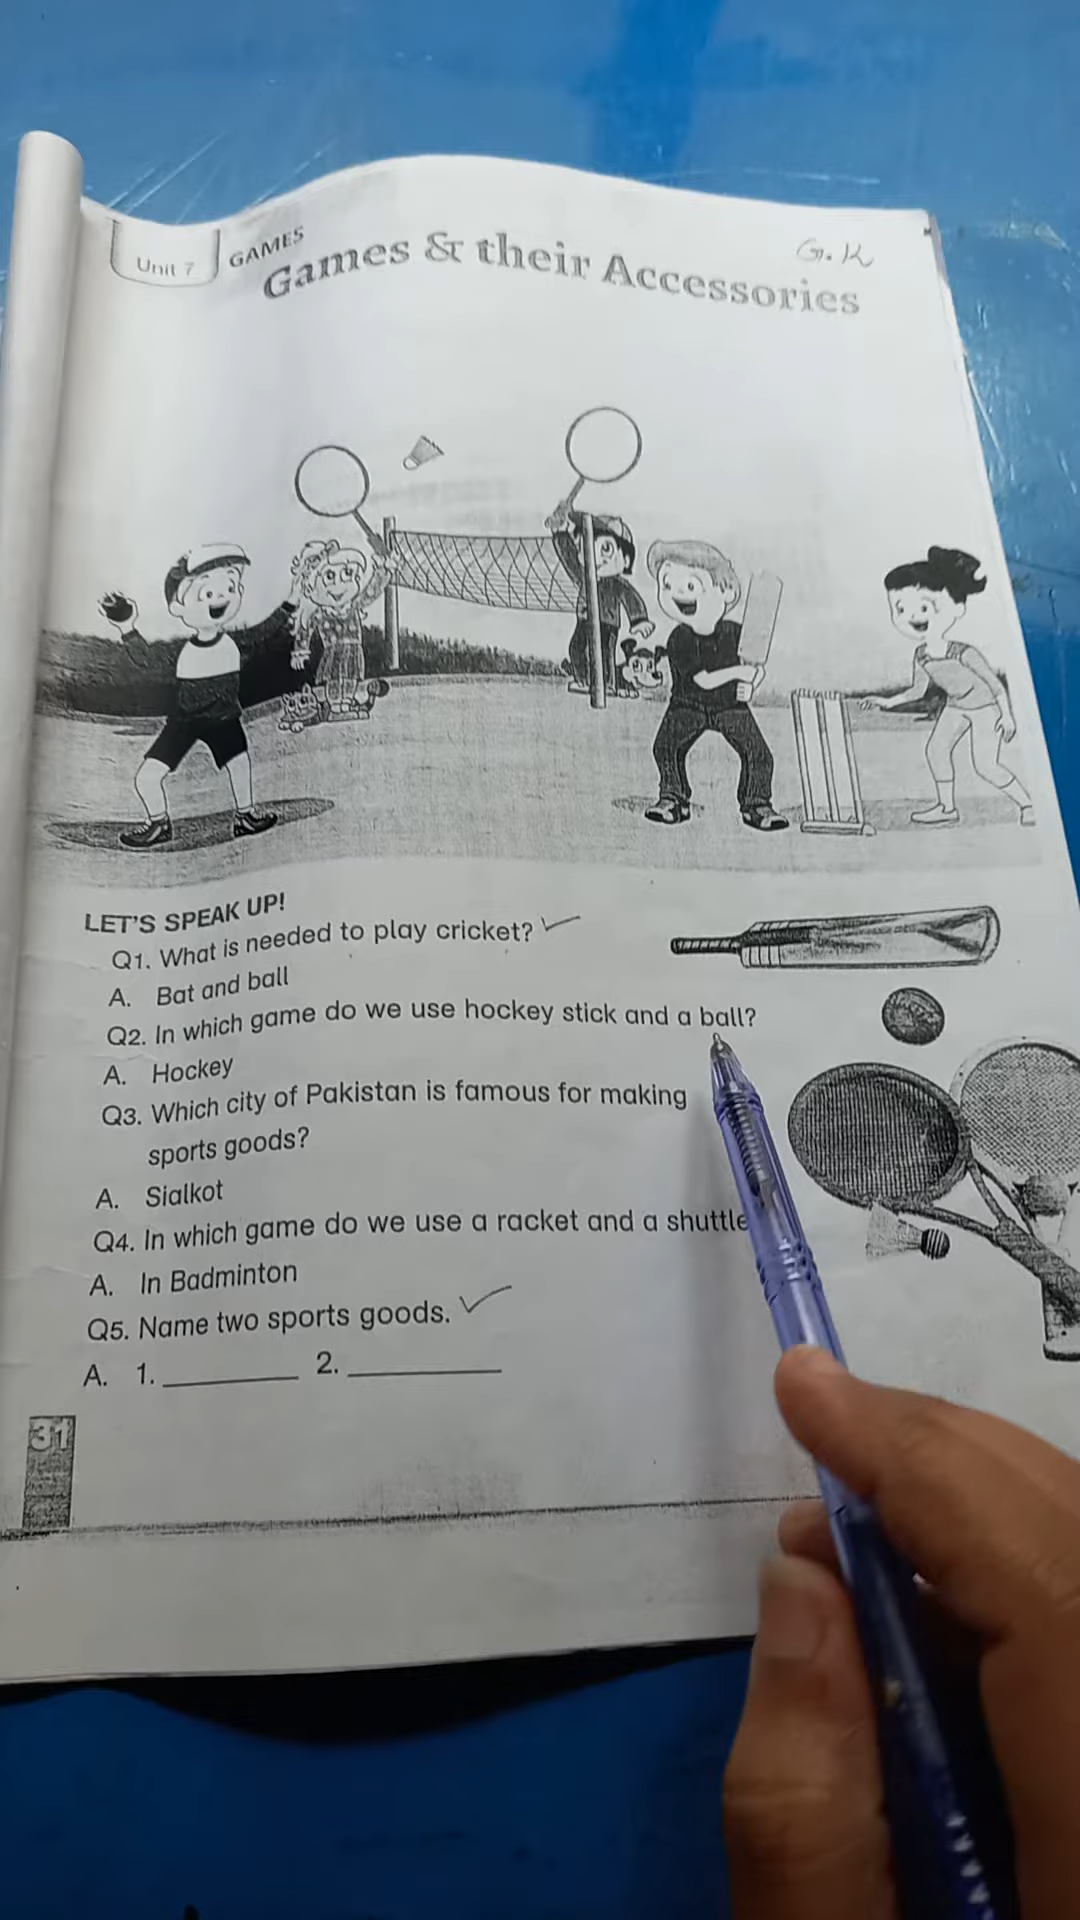 Unit 7
GAMES
G.K
Games & their Accessories
LET'S SPEAK UP!
Q1. What is needed to play cricket?
A. Bat and ball
Q2. In which game do we use hockey stick and a ball?
A. Hockey
Q3. Which city of Pakistan is famous for making
sports goods?
A. Sialkot
Q4. In which game do we use a racket and a shuttle
A. In Badminton
Q5. Name two sports goods.
A. 1. __________ 2. __________
31